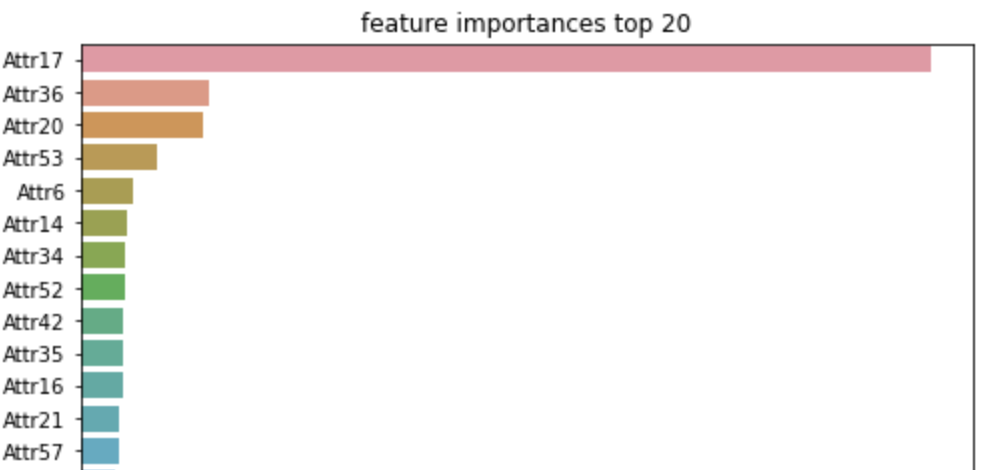 feature importances top 20
Attr17
Attr36
Attr20
Attr53
Attr6
Attr14
Attr34
Attr52
Attr42
Attr35
Attr16
Attr21
Attr57